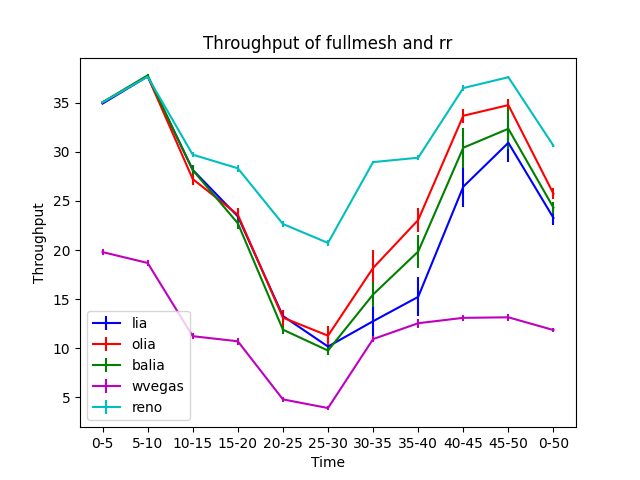 Throughput of fullmesh and rr
Throughput
35
30
25
20
15
10
5
lia
olia
balia
wvegas
reno
0-5 5-10 10-15 15-20 20-25 25-30 30-35 35-40 40-45 45-50 0-50
Time